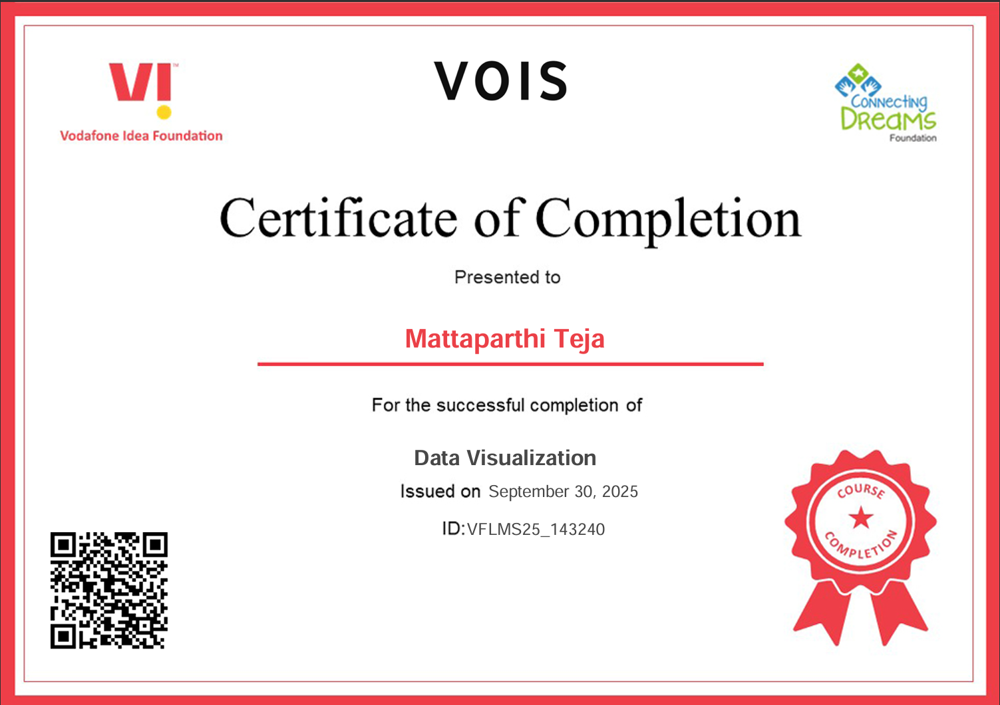 VI™
Vodafone Idea Foundation
VOIS
Connecting
Dreams
Foundation
Certificate of Completion
Presented to
Mattaparthi Teja
For the successful completion of
Data Visualization
Issued on September 30, 2025
ID:VFLMS25_143240
COURSE
COMPLETION